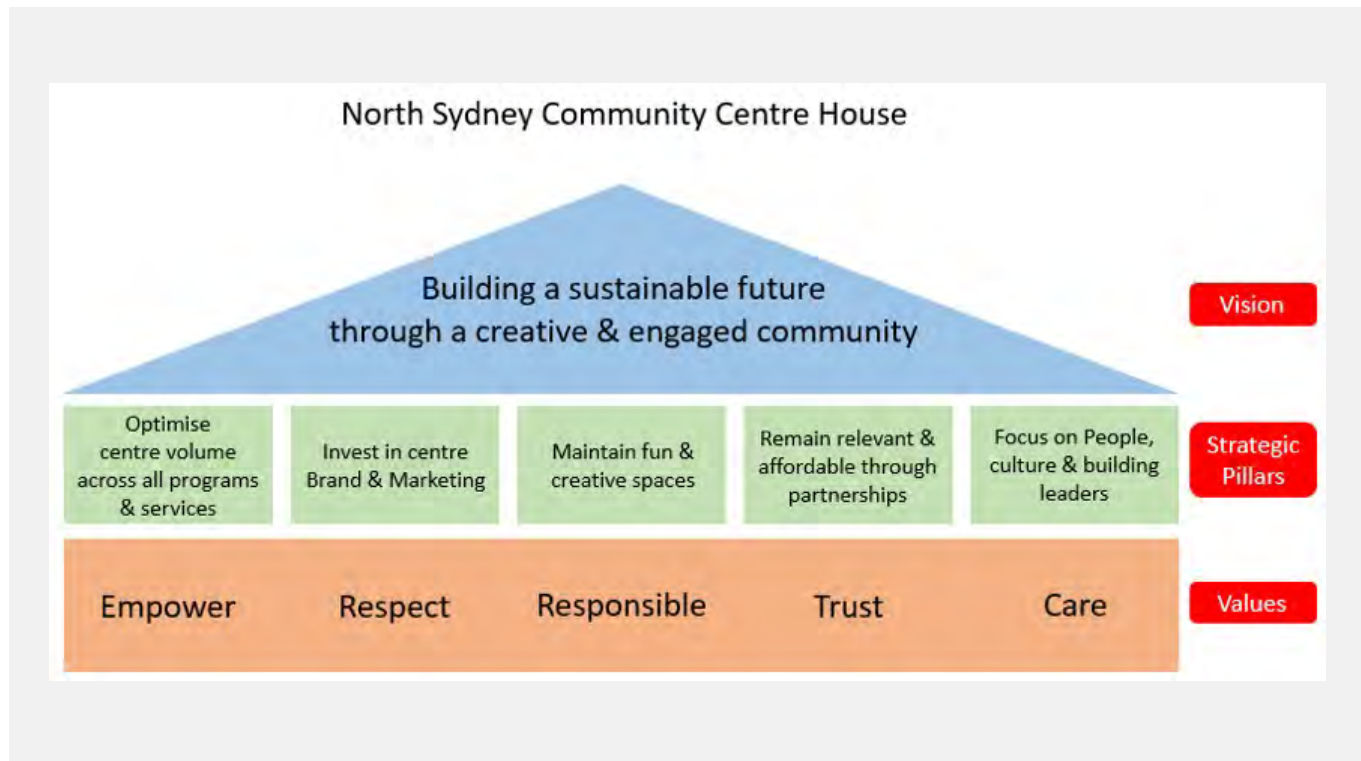 North Sydney Community Centre House
Building a sustainable future
through a creative & engaged community
Vision
Optimise
centre volume
across all programs
& services
Invest in centre
Brand & Marketing
Maintain fun &
creative spaces
Remain relevant &
affordable through
partnerships
Focus on People,
culture & building
leaders
Strategic
Pillars
Empower
Respect
Responsible
Trust
Care
Values